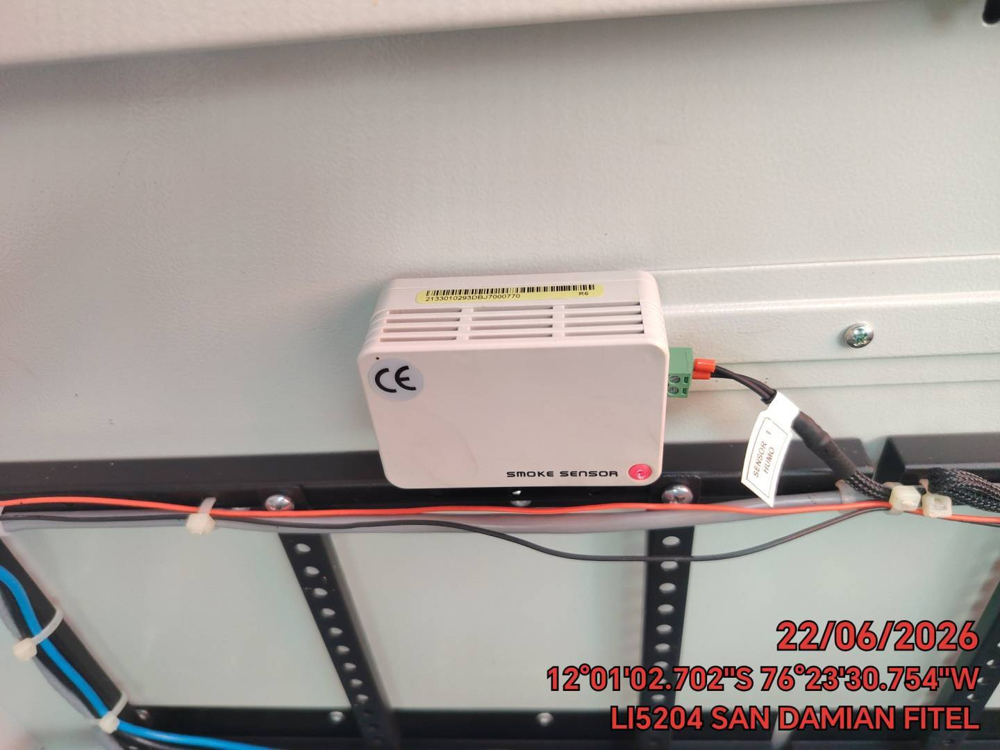 2133010293DBJ7000770 R6
CE
SMOKE SENSOR
SENSOR 1
HUMO
22/06/2026
12°01'02.702"S 76°23'30.754"W
LI5204 SAN DAMIAN FITEL